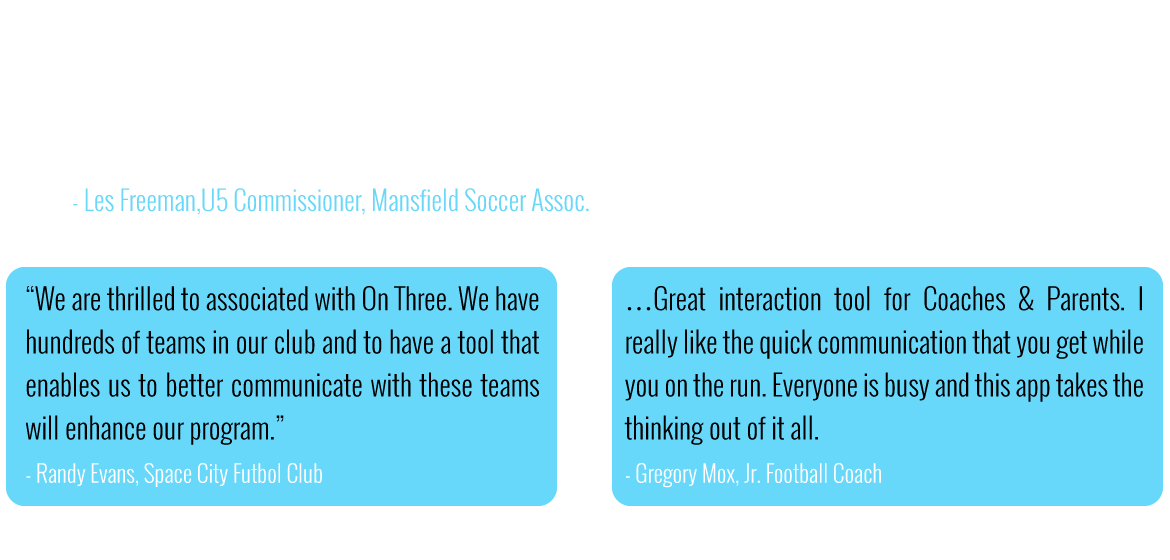 - Les Freeman,U5 Commissioner, Mansfield Soccer Assoc.
“We are thrilled to associated with On Three. We have
hundreds of teams in our club and to have a tool that
enables us to better communicate with these teams
will enhance our program.”
- Randy Evans, Space City Futbol Club
...Great interaction tool for Coaches & Parents. I
really like the quick communication that you get while
you on the run. Everyone is busy and this app takes the
thinking out of it all.
- Gregory Mox, Jr. Football Coach